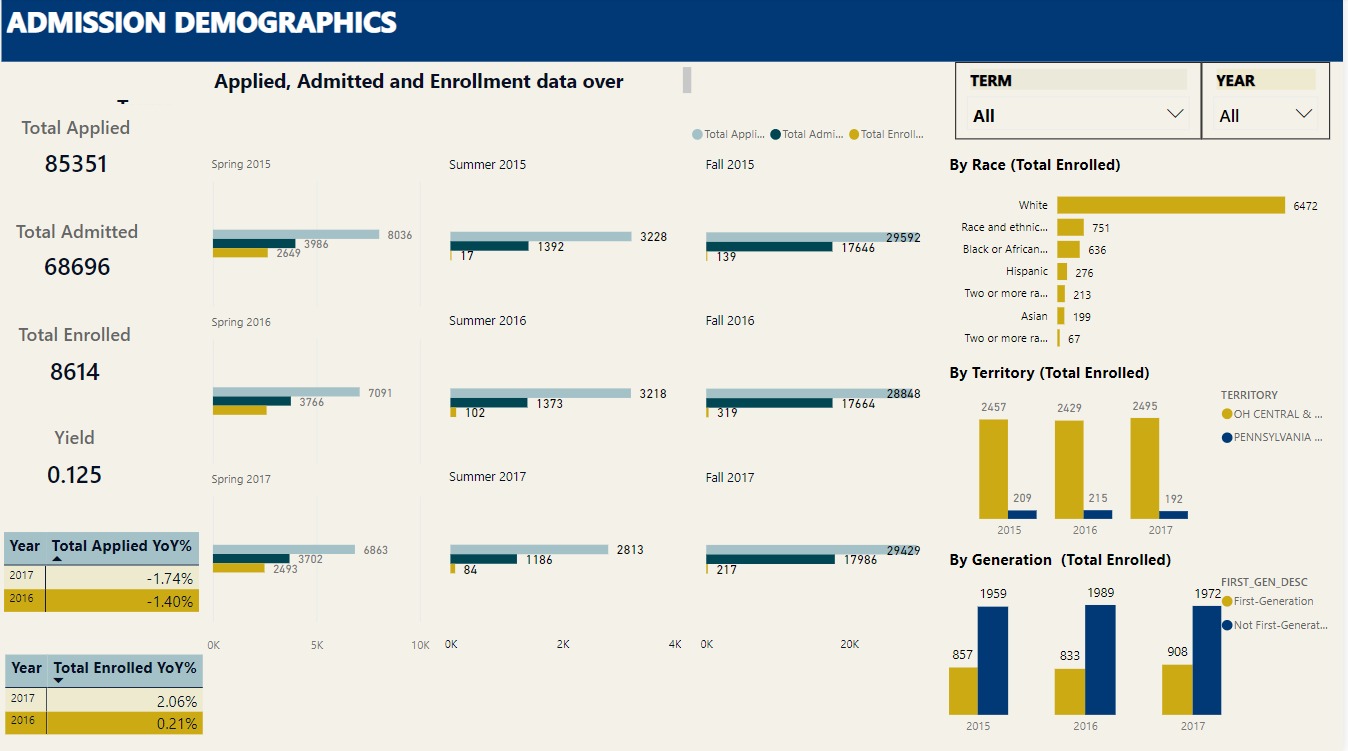 ADMISSION DEMOGRAPHICS
Applied, Admitted and Enrollment data over
TERM
All
YEAR
All
Total Applied
85351
Total Admitted
68696
Total Enrolled
8614
Yield
0.125
Year Total Applied YoY%
2017 -1.74%
2016 -1.40%
Year Total Enrolled YoY%
2017 2.06%
2016 0.21%
Total Appli... Total Admi... Total Enroll...
Spring 2015
8036
3986
2649
Summer 2015
3228
1392
17
Fall 2015
29592
17646
139
Spring 2016
7091
3766
Summer 2016
3218
1373
102
Fall 2016
28848
17664
319
Spring 2017
6863
3702
2493
Summer 2017
2813
1186
84
Fall 2017
29429
17986
217
0K 5K 10K 0K 2K 4K 0K 20K
By Race (Total Enrolled)
White 6472
Race and ethnic... 751
Black or African... 636
Hispanic 276
Two or more ra... 213
Asian 199
Two or more ra... 67
By Territory (Total Enrolled)
2457 209 2429 215 2495 192
2015 2016 2017
TERRITORY
OH CENTRAL & ...
PENNSYLVANIA ...
By Generation (Total Enrolled)
857 1959 833 1989 908 1972
2015 2016 2017
FIRST_GEN_DESC
First-Generation
Not First-Generat...